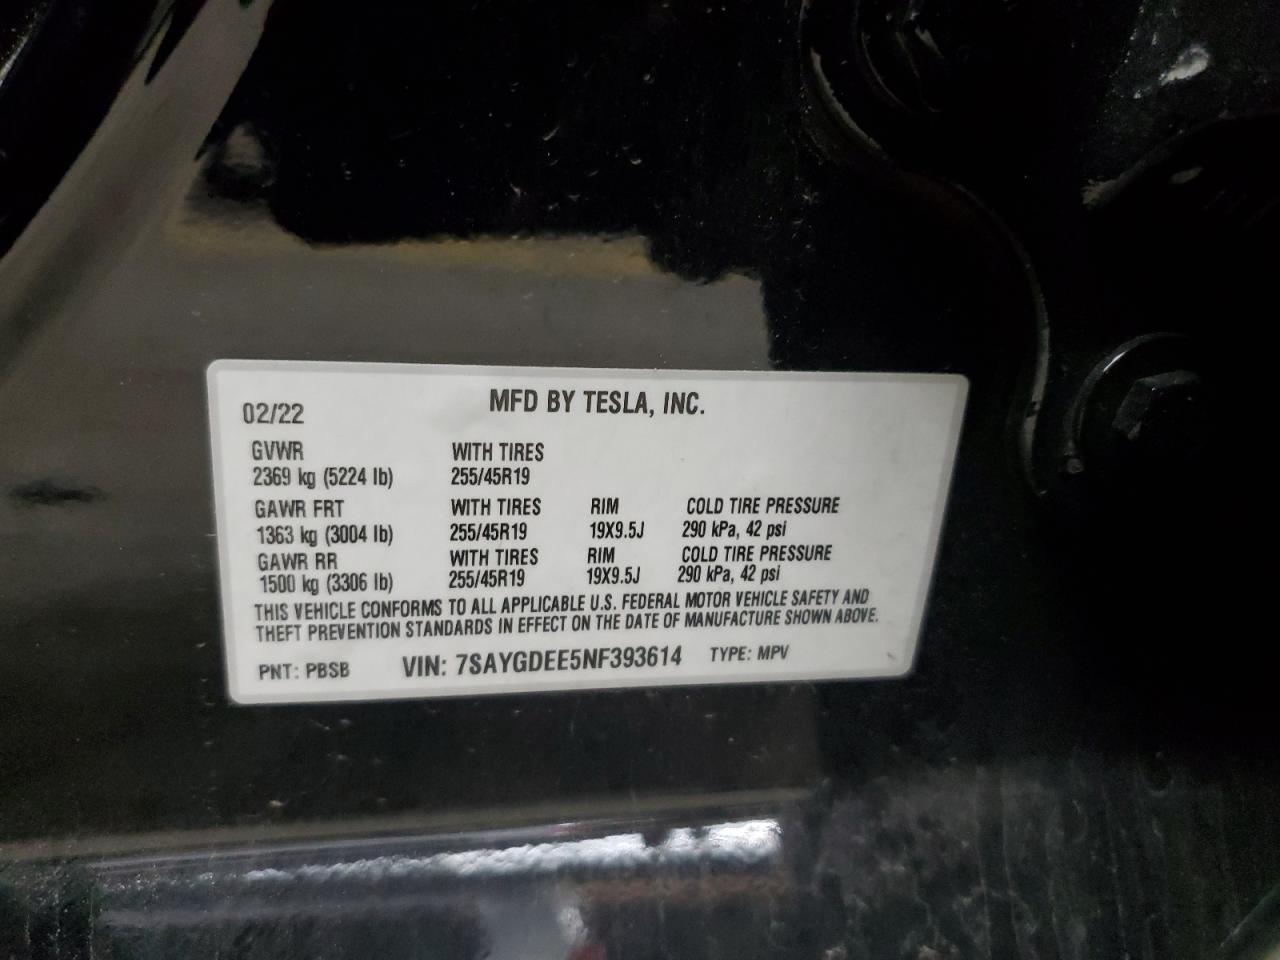 MFD BY TESLA, INC.
02/22
GVWR WITH TIRES
2369 kg (5224 lb) 255/45R19
GAWR FRT WITH TIRES RIM COLD TIRE PRESSURE
1363 kg (3004 lb) 255/45R19 19X9.5J 290 kPa, 42 psi
GAWR RR WITH TIRES RIM COLD TIRE PRESSURE
1500 kg (3306 lb) 255/45R19 19X9.5J 290 kPa, 42 psi
THIS VEHICLE CONFORMS TO ALL APPLICABLE U.S. FEDERAL MOTOR VEHICLE SAFETY AND
THEFT PREVENTION STANDARDS IN EFFECT ON THE DATE OF MANUFACTURE SHOWN ABOVE.
PNT: PBSB VIN: 7SAYGDEE5NF393614 TYPE: MPV